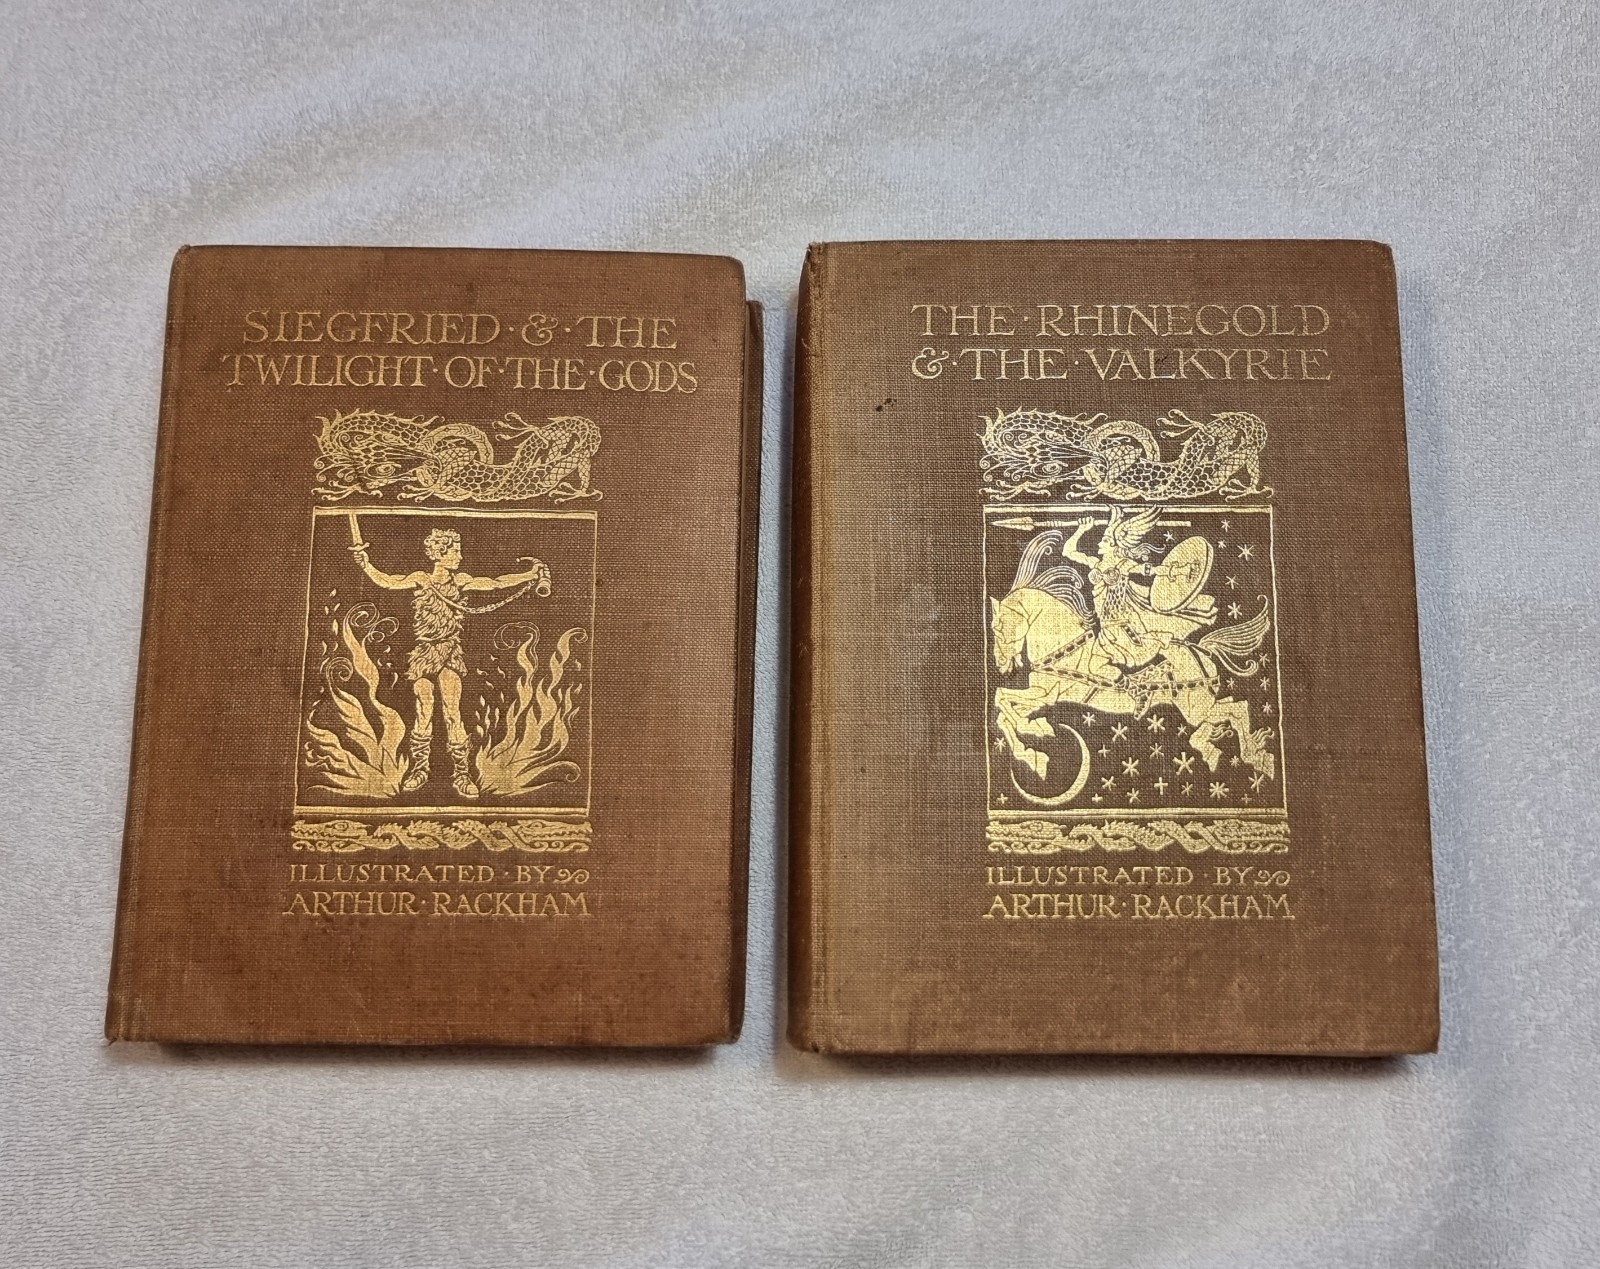 SIEGFRIED · & · THE
TWILIGHT · OF · THE · GODS
ILLUSTRATED · BY
ARTHUR · RACKHAM
THE · RHINEGOLD
& · THE · VALKYRIE
ILLUSTRATED · BY
ARTHUR · RACKHAM